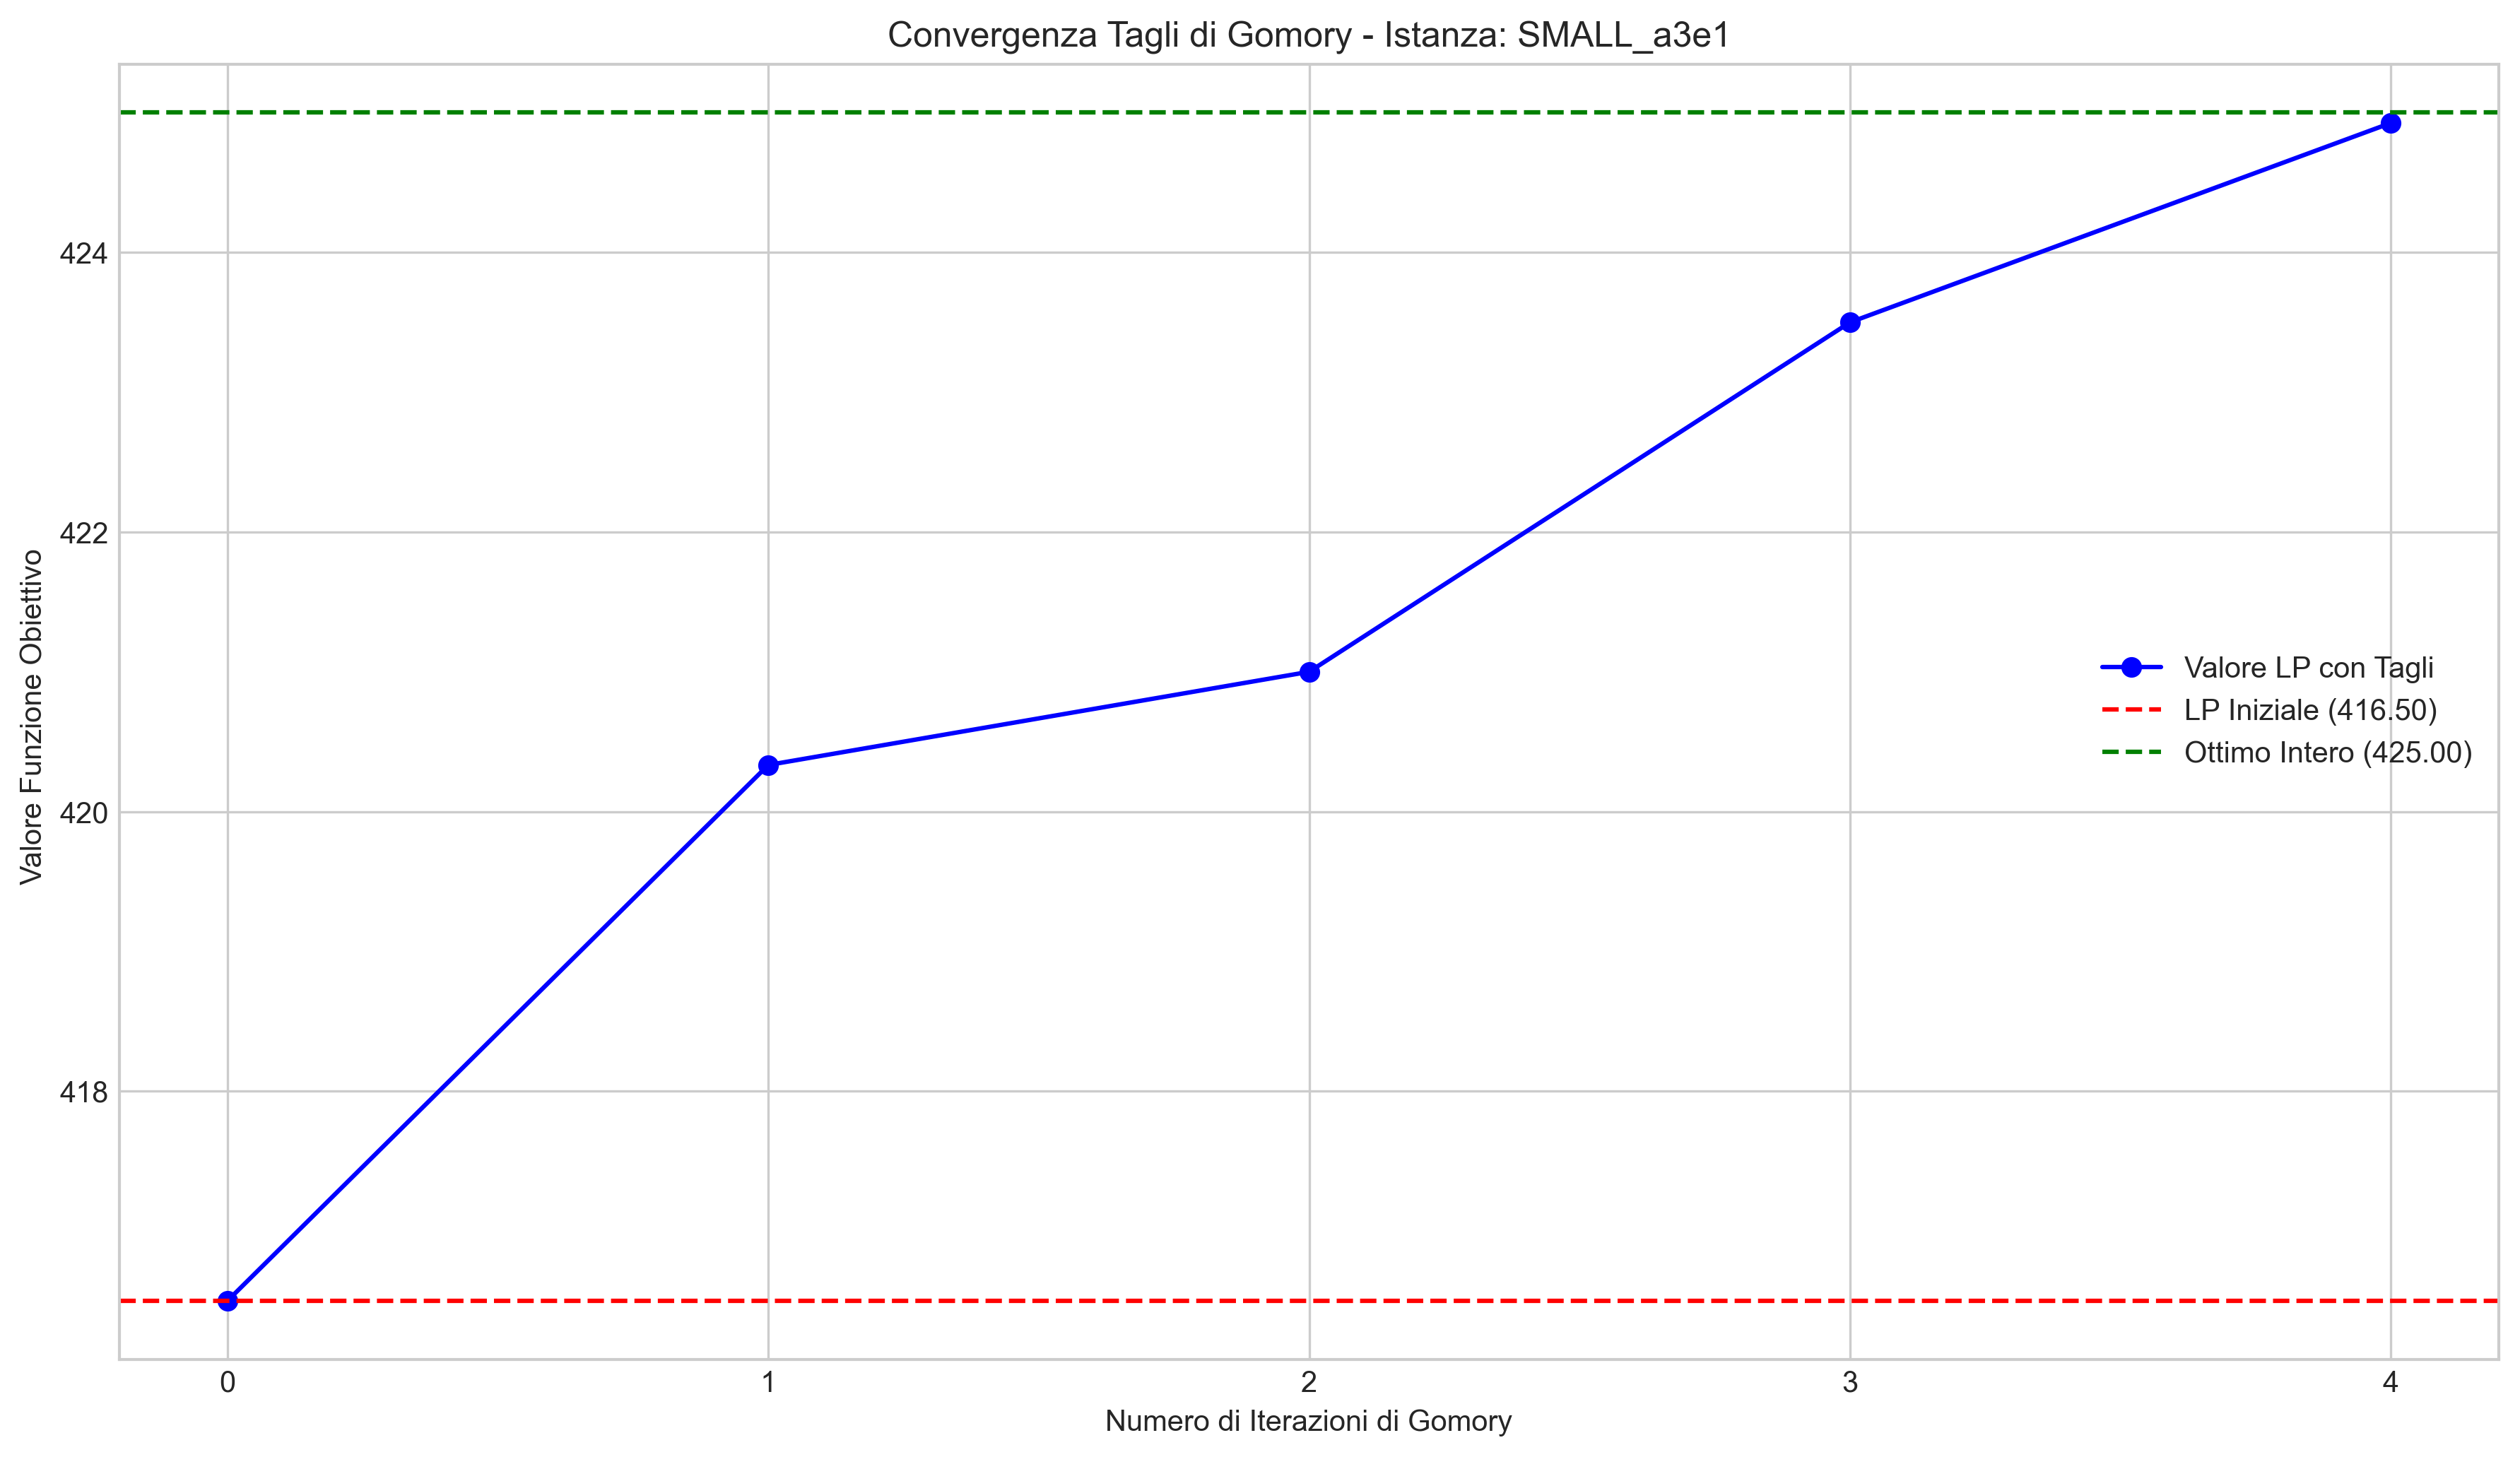 Convergenza Tagli di Gomory - Istanza: SMALL_a3e1
Valore Funzione Obiettivo
424
422
420
418
Valore LP con Tagli
LP Iniziale (416.50)
Ottimo Intero (425.00)
0 1 2 3 4
Numero di Iterazioni di Gomory